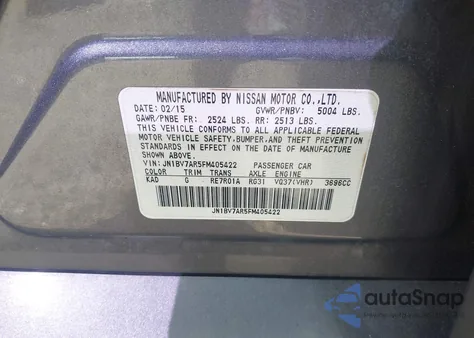 MANUFACTURED BY NISSAN MOTOR CO.,LTD.
DATE: 02/15 GVWR/PNBV: 5004 LBS.
GAWR/PNBE FR: 2524 LBS. RR: 2513 LBS.
THIS VEHICLE CONFORMS TO ALL APPLICABLE FEDERAL
MOTOR VEHICLE SAFETY, BUMPER, AND THEFT PREVENTION
STANDARDS IN EFFECT ON THE DATE OF MANUFACTURE
SHOWN ABOVE.
VIN: JN1BV7AR5FM405422 PASSENGER CAR
COLOR TRIM TRANS AXLE ENGINE
KAD G RE7R01A RG31 VQ37(VHR) 3696CC
JN1BV7AR5FM405422
autoSnap